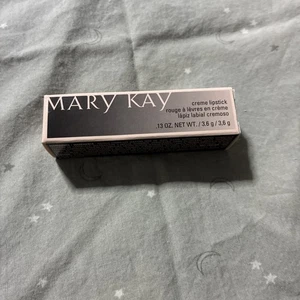 MARY KAY
creme lipstick
rouge à lèvres en crème
lápiz labial cremoso
.13 OZ. NET WT. / 3,6 g / 3,6 g